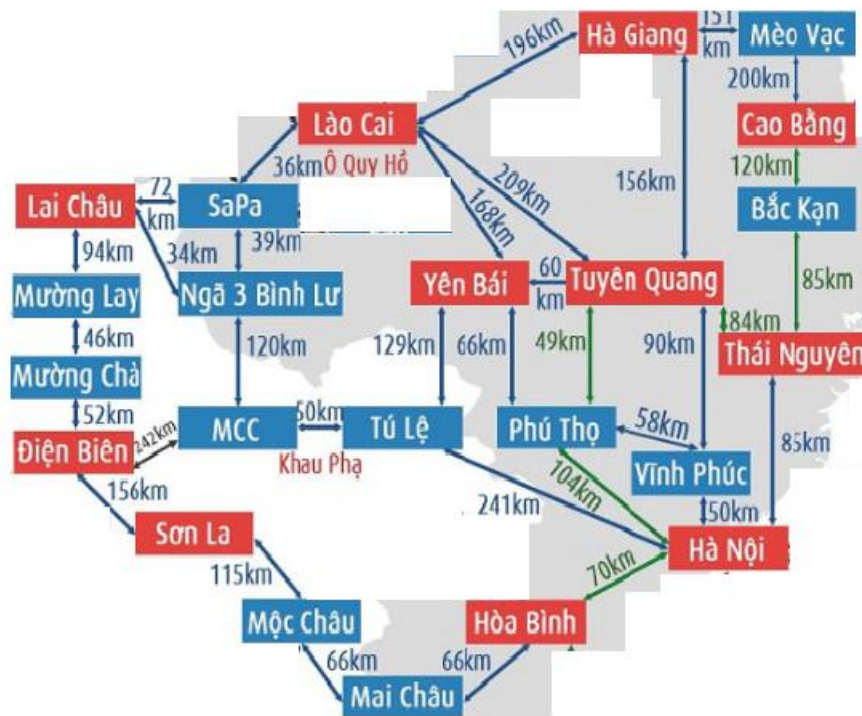 151
196km
Hà Giang
km
Mèo Vạc
200km
Lào Cai
Cao Bằng
36km
Ô Quy Hồ
209km
156km
120km
72
168km
Lai Châu
km
SaPa
Bắc Kạn
94km
34km
39km
60
Mường Lay
Ngã 3 Bình Lư
Yên Bái
km
Tuyên Quang
85km
46km
84km
120km
129km
66km
49km
90km
Thái Nguyên
Mường Chà
52km
242km
MCC
50km
Tú Lệ
Phú Thọ
58km
85km
Điện Biên
Khau Phạ
104km
Vĩnh Phúc
156km
241km
50km
Sơn La
Hà Nội
115km
70km
Mộc Châu
Hòa Bình
66km
66km
Mai Châu